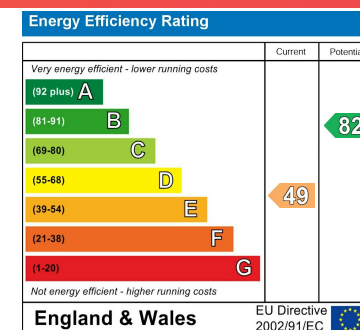 Energy Efficiency Rating
Current
Very energy efficient - lower running costs
(92 plus) A
(81-91) B
82
(69-80) C
(55-68) D
(39-54) E
49
(21-38) F
(1-20) G
Not energy efficient - higher running costs
England & Wales
EU Directive
2002/91/EC